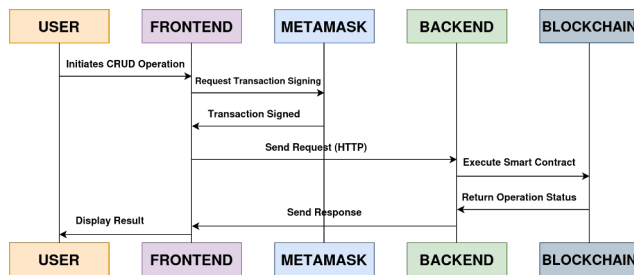 USER
FRONTEND
METAMASK
BACKEND
BLOCKCHAIN
Initiates CRUD Operation
Request Transaction Signing
Transaction Signed
Send Request (HTTP)
Execute Smart Contract
Return Operation Status
Send Response
Display Result
USER
FRONTEND
METAMASK
BACKEND
BLOCKCHAIN